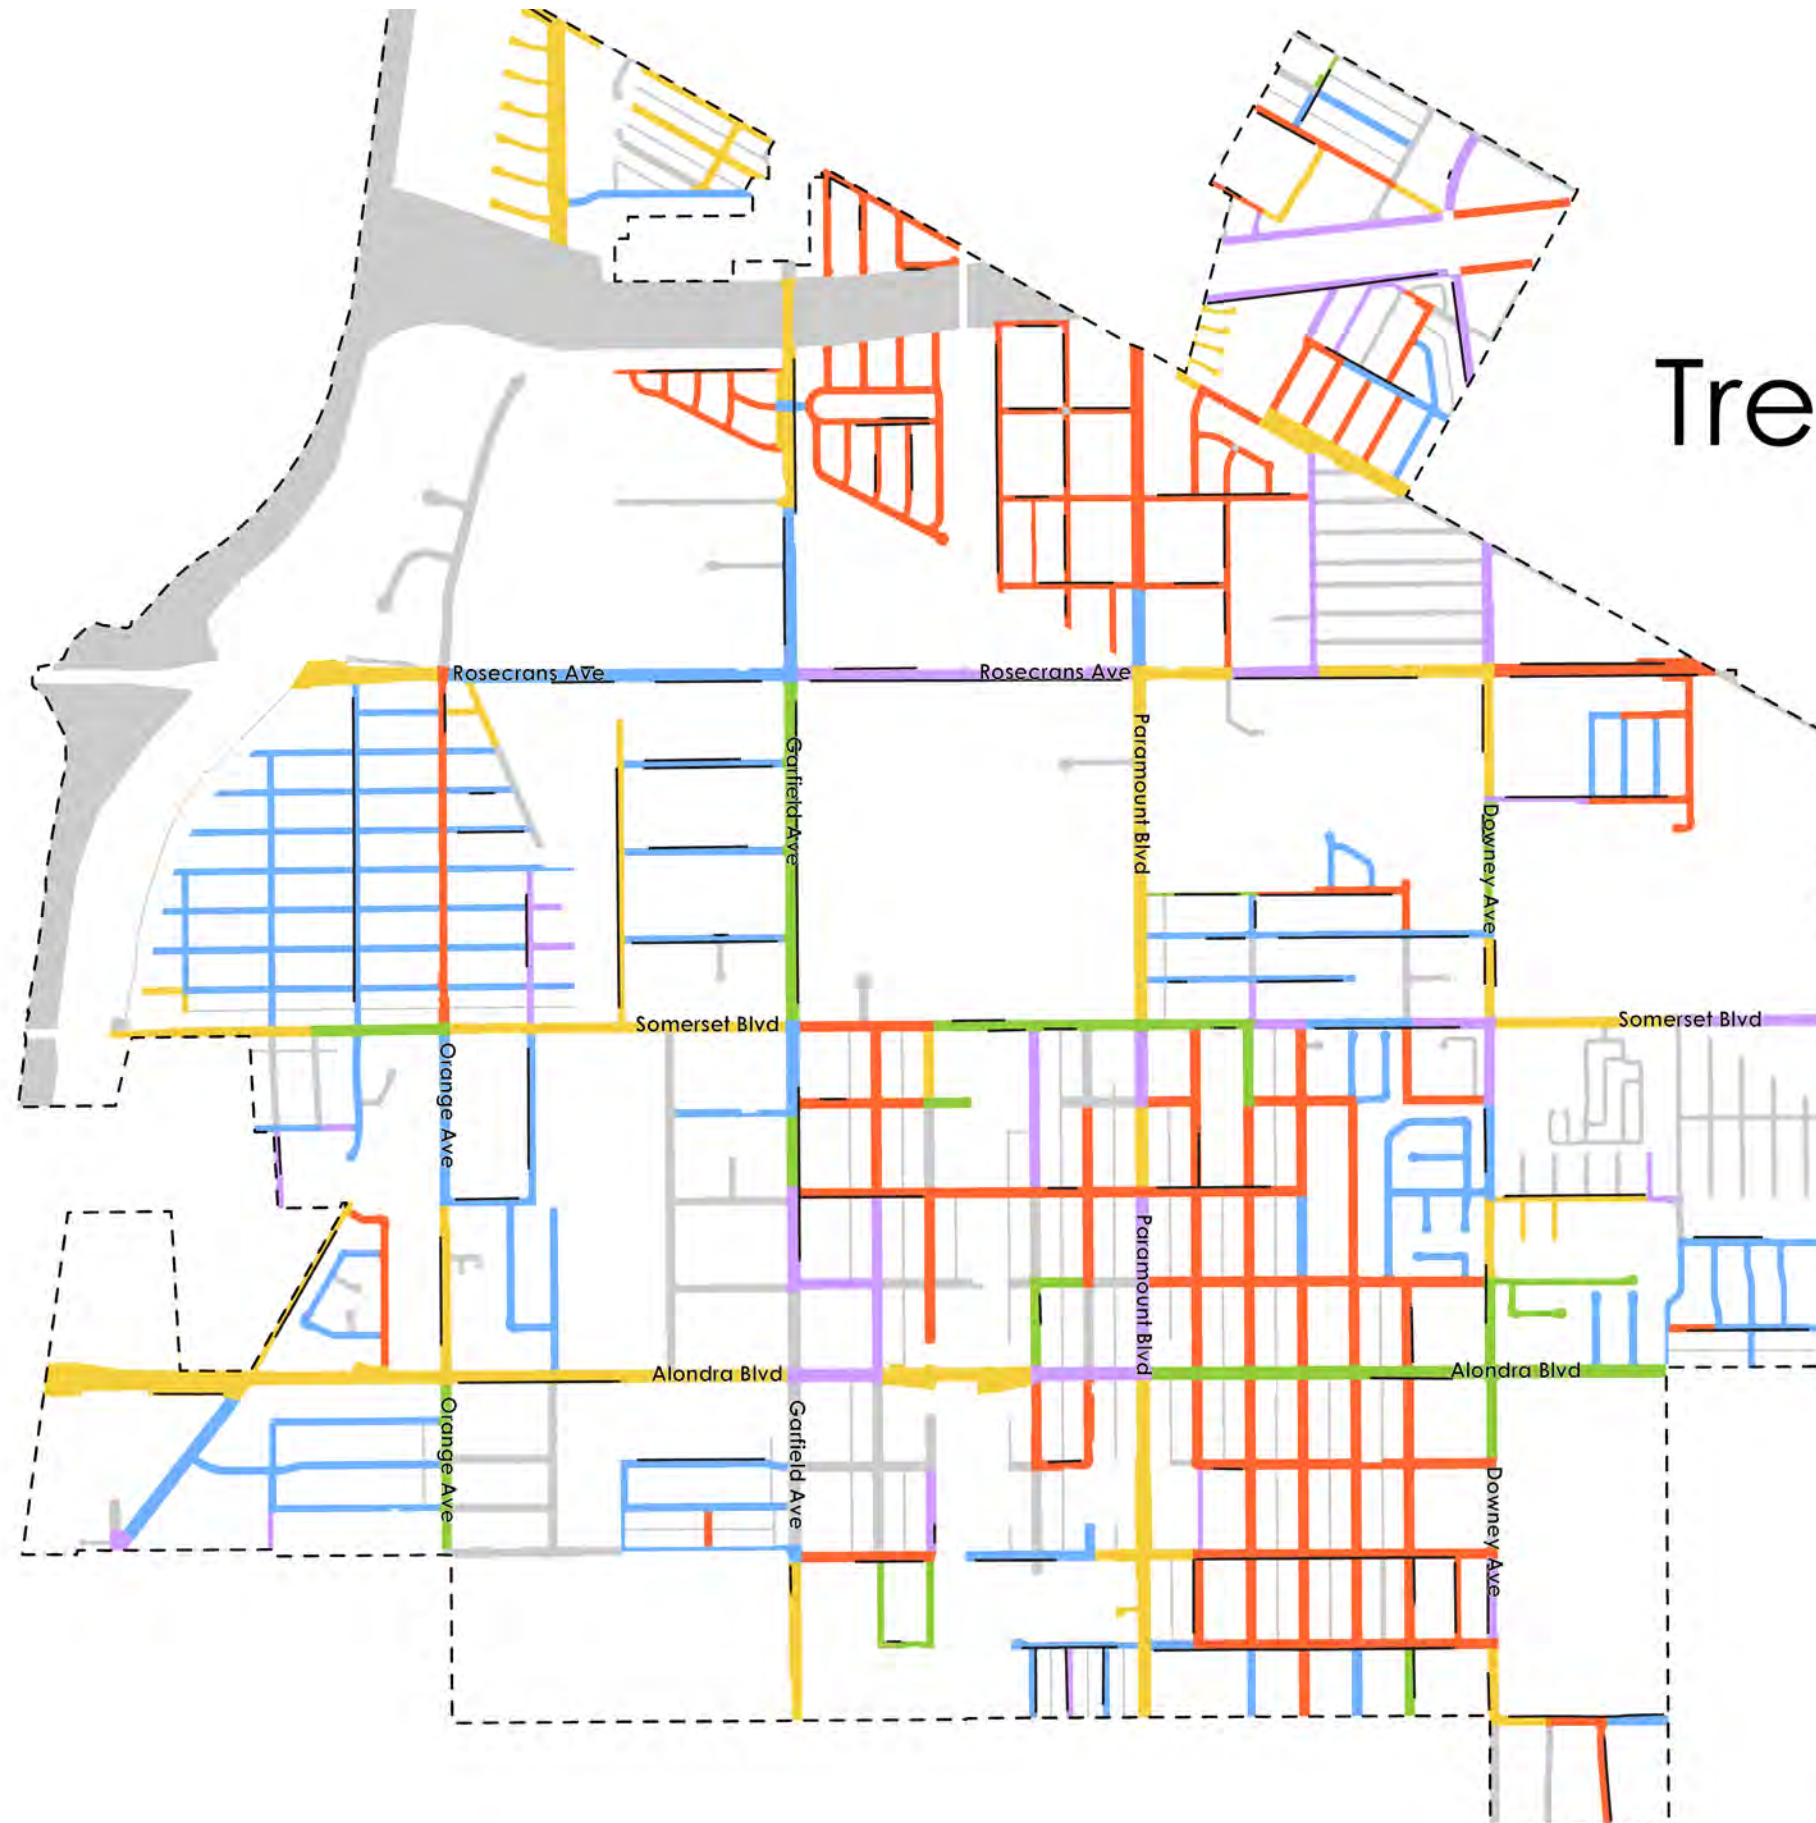 Tre
Rosecrans Ave
Rosecrans Ave
Paramount Blvd
Garfield Ave
Downey Ave
Somerset Blvd
Somerset Blvd
Orange Ave
Paramount Blvd
Alondra Blvd
Alondra Blvd
Orange Ave
Garfield Ave
Downey Ave